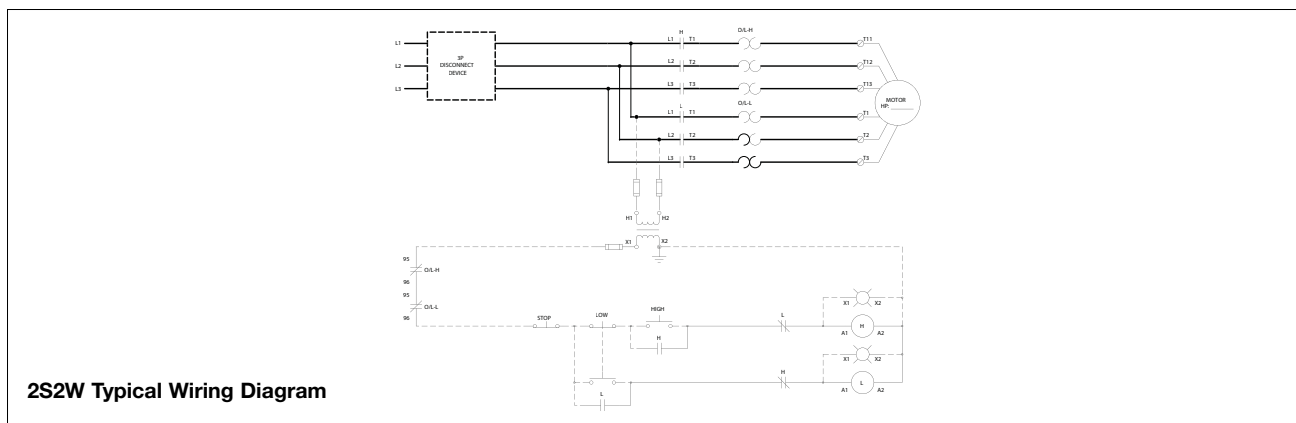 H O/L-H
L1 L1 T1 T11
3P
DISCONNECT
DEVICE
L2 L2 T2 T12
L3 L3 T3 T13
MOTOR
HP: ______
L O/L-L
L1 T1 T1
L2 T2 T2
L3 T3 T3
H1 H2
X1 X2
95
O/L-H
96
95
O/L-L
96
X1 X2
STOP LOW HIGH L
H
A1 A2
H
X1 X2
H
L
A1 A2
L
2S2W Typical Wiring Diagram